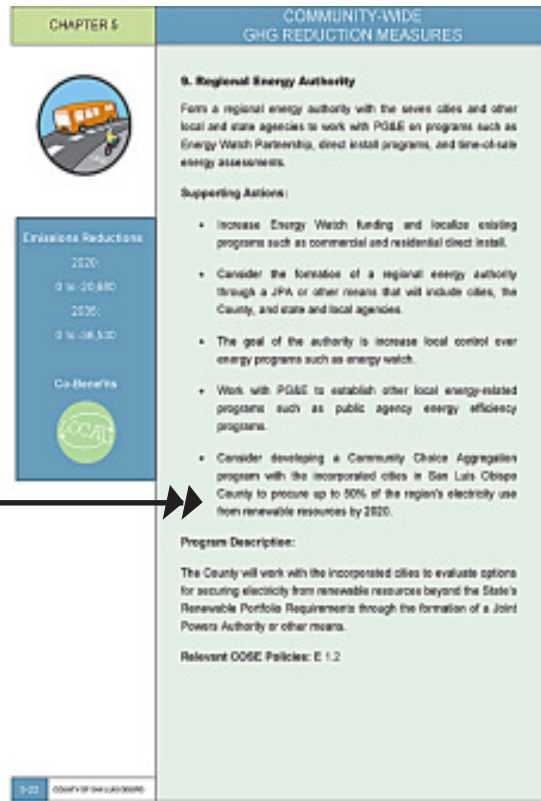 CHAPTER 5
COMMUNITY-WIDE
GHG REDUCTION MEASURES
9. Regional Energy Authority
Form a regional energy authority with the seven cities and other
local and state agencies to work with PG&E on programs such as
Energy Watch Partnership, direct install programs, and time-of-sale
energy assessments.
Supporting Actions:
• Increase Energy Watch funding and localize existing
programs such as commercial and residential direct install.
• Consider the formation of a regional energy authority
through a JPA or other means that will include cities, the
County, and state and local agencies.
• The goal of the authority is increase local control over
energy programs such as energy watch.
• Work with PG&E to establish other local energy-related
programs such as public agency energy efficiency
programs.
• Consider developing a Community Choice Aggregation
program with the incorporated cities in San Luis Obispo
County to procure up to 50% of the region's electricity use
from renewable resources by 2020.
Program Description:
The County will work with the incorporated cities to evaluate options
for securing electricity from renewable resources beyond the State's
Renewable Portfolio Requirements through the formation of a Joint
Powers Authority or other means.
Relevant COSE Policies: E 1.2
Emissions Reductions
2020:
0 to
0 to
Co-Benefits
LOCAL
5-22 COUNTY OF SAN LUIS OBISPO